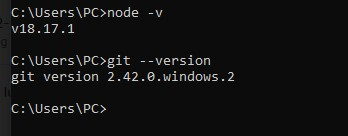 C:\Users\PC>node -v
v18.17.1
C:\Users\PC>git --version
git version 2.42.0.windows.2
C:\Users\PC>